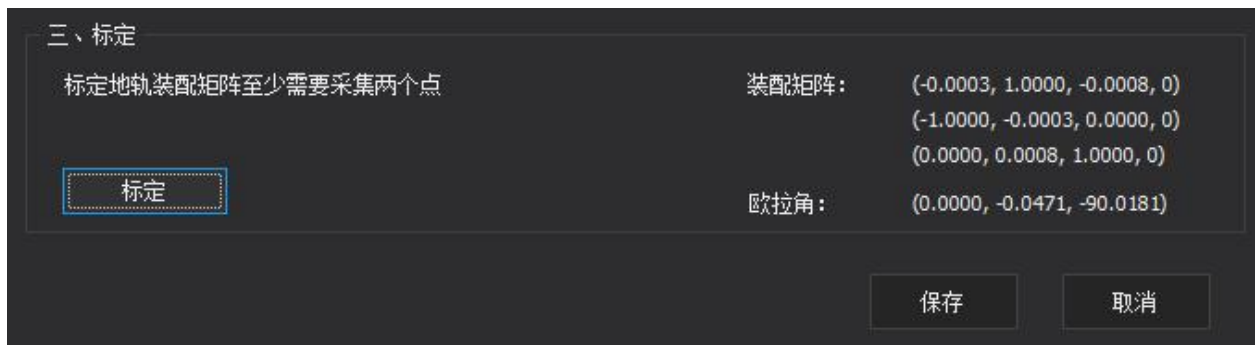 三、标定
标定地轨装配矩阵至少需要采集两个点
装配矩阵: (-0.0003, 1.0000, -0.0008, 0)
(-1.0000, -0.0003, 0.0000, 0)
(0.0000, 0.0008, 1.0000, 0)
标定
欧拉角: (0.0000, -0.0471, -90.0181)
保存
取消